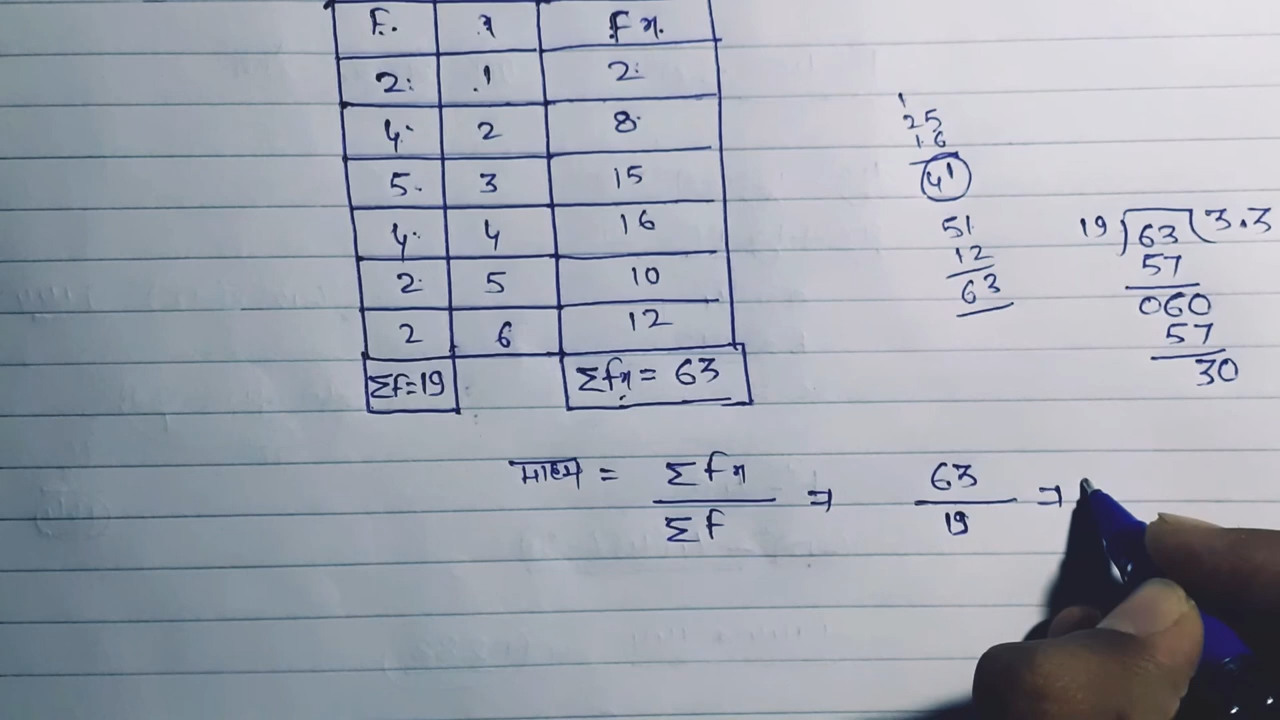 F. x Fx.
2. .1 2.
4. 2 8.
5. 3 15
4. 4 16
2. 5 10
2 6 12
Σf=19 Σfx = 63
1
25
16
41
51
12
63
19 ) 63 ( 3.3
57
060
57
30
माध्य = Σfx / Σf ⇒ 63 / 19 ⇒